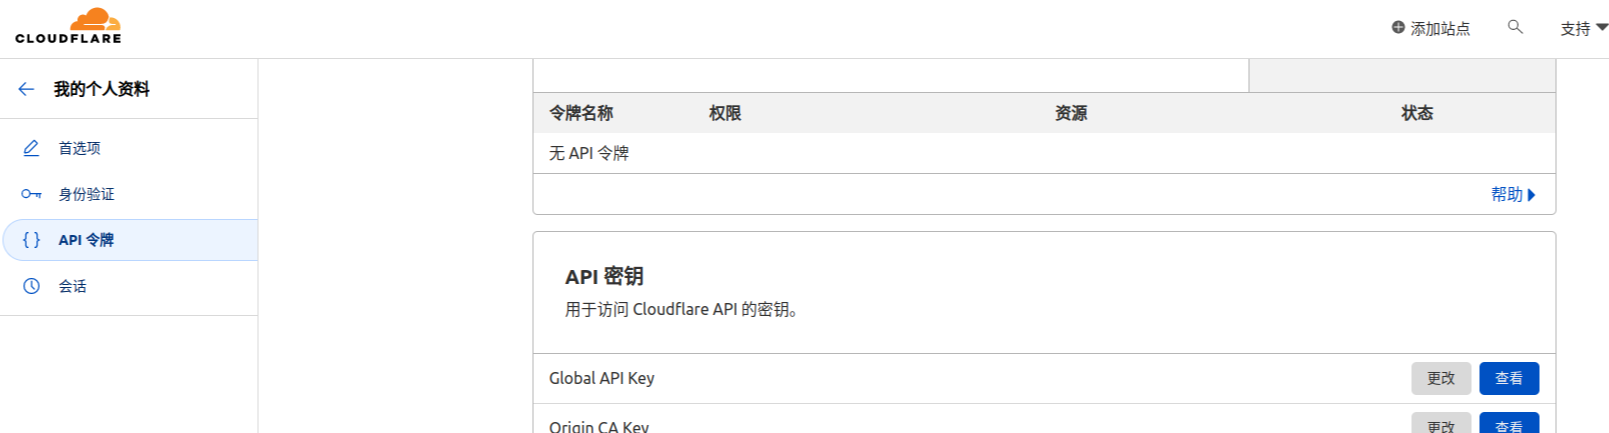 CLOUDFLARE
添加站点
支持
我的个人资料
首选项
身份验证
API 令牌
会话
令牌名称 权限 资源 状态
无 API 令牌
帮助
API 密钥
用于访问 Cloudflare API 的密钥。
Global API Key 更改 查看
Origin CA Key 更改 查看